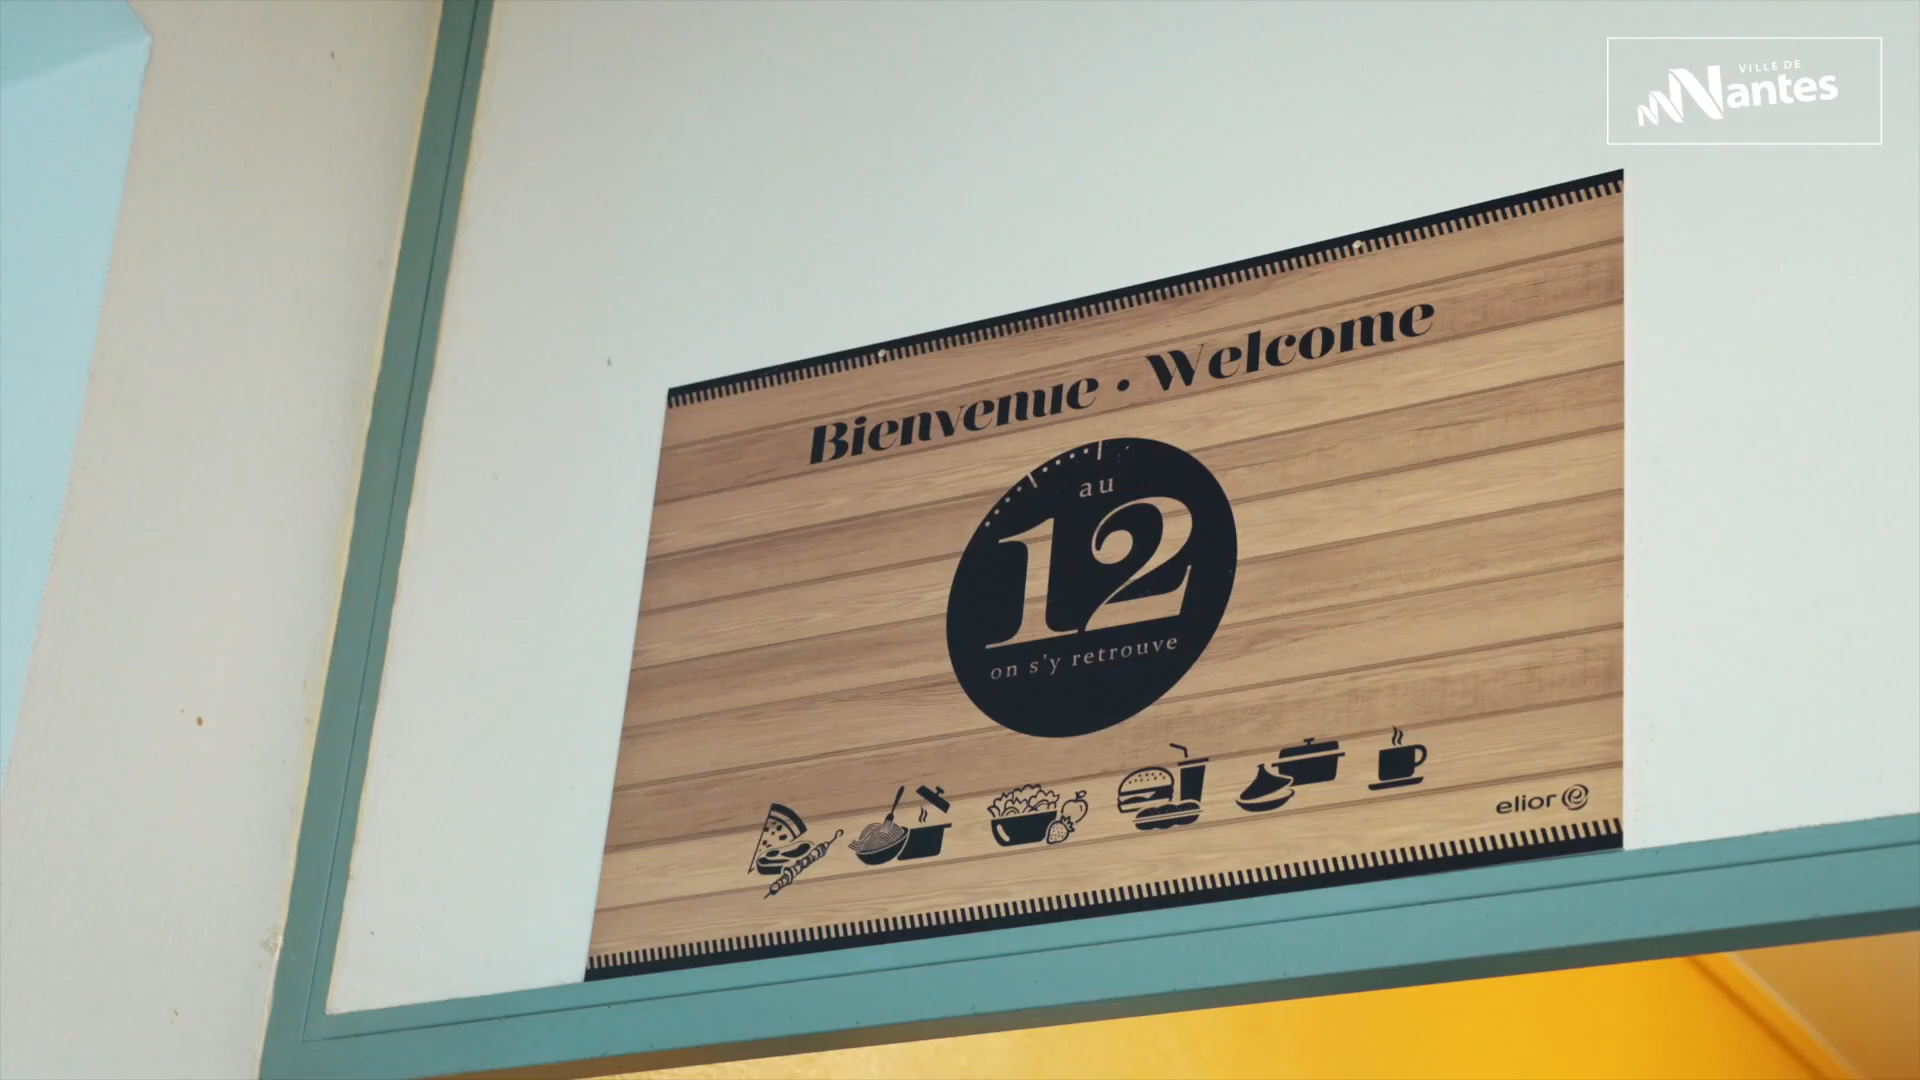 VILLE DE
Nantes
Bienvenue • Welcome
au
12
on s'y retrouve
elior